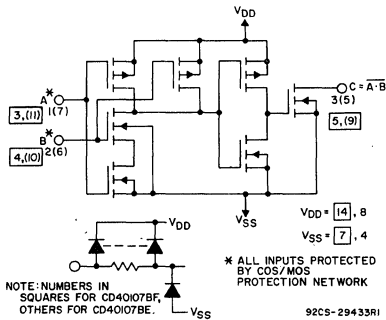 VDD
A*
3,(11)
1(7)
B*
4,(10)
2(6)
C = A·B
3(5)
5,(9)
VSS
VDD = 14, 8
VSS = 7, 4
* ALL INPUTS PROTECTED
BY COS/MOS
PROTECTION NETWORK
VDD
VSS
NOTE: NUMBERS IN
SQUARES FOR CD40107BF,
OTHERS FOR CD40107BE.
92CS-29433R1